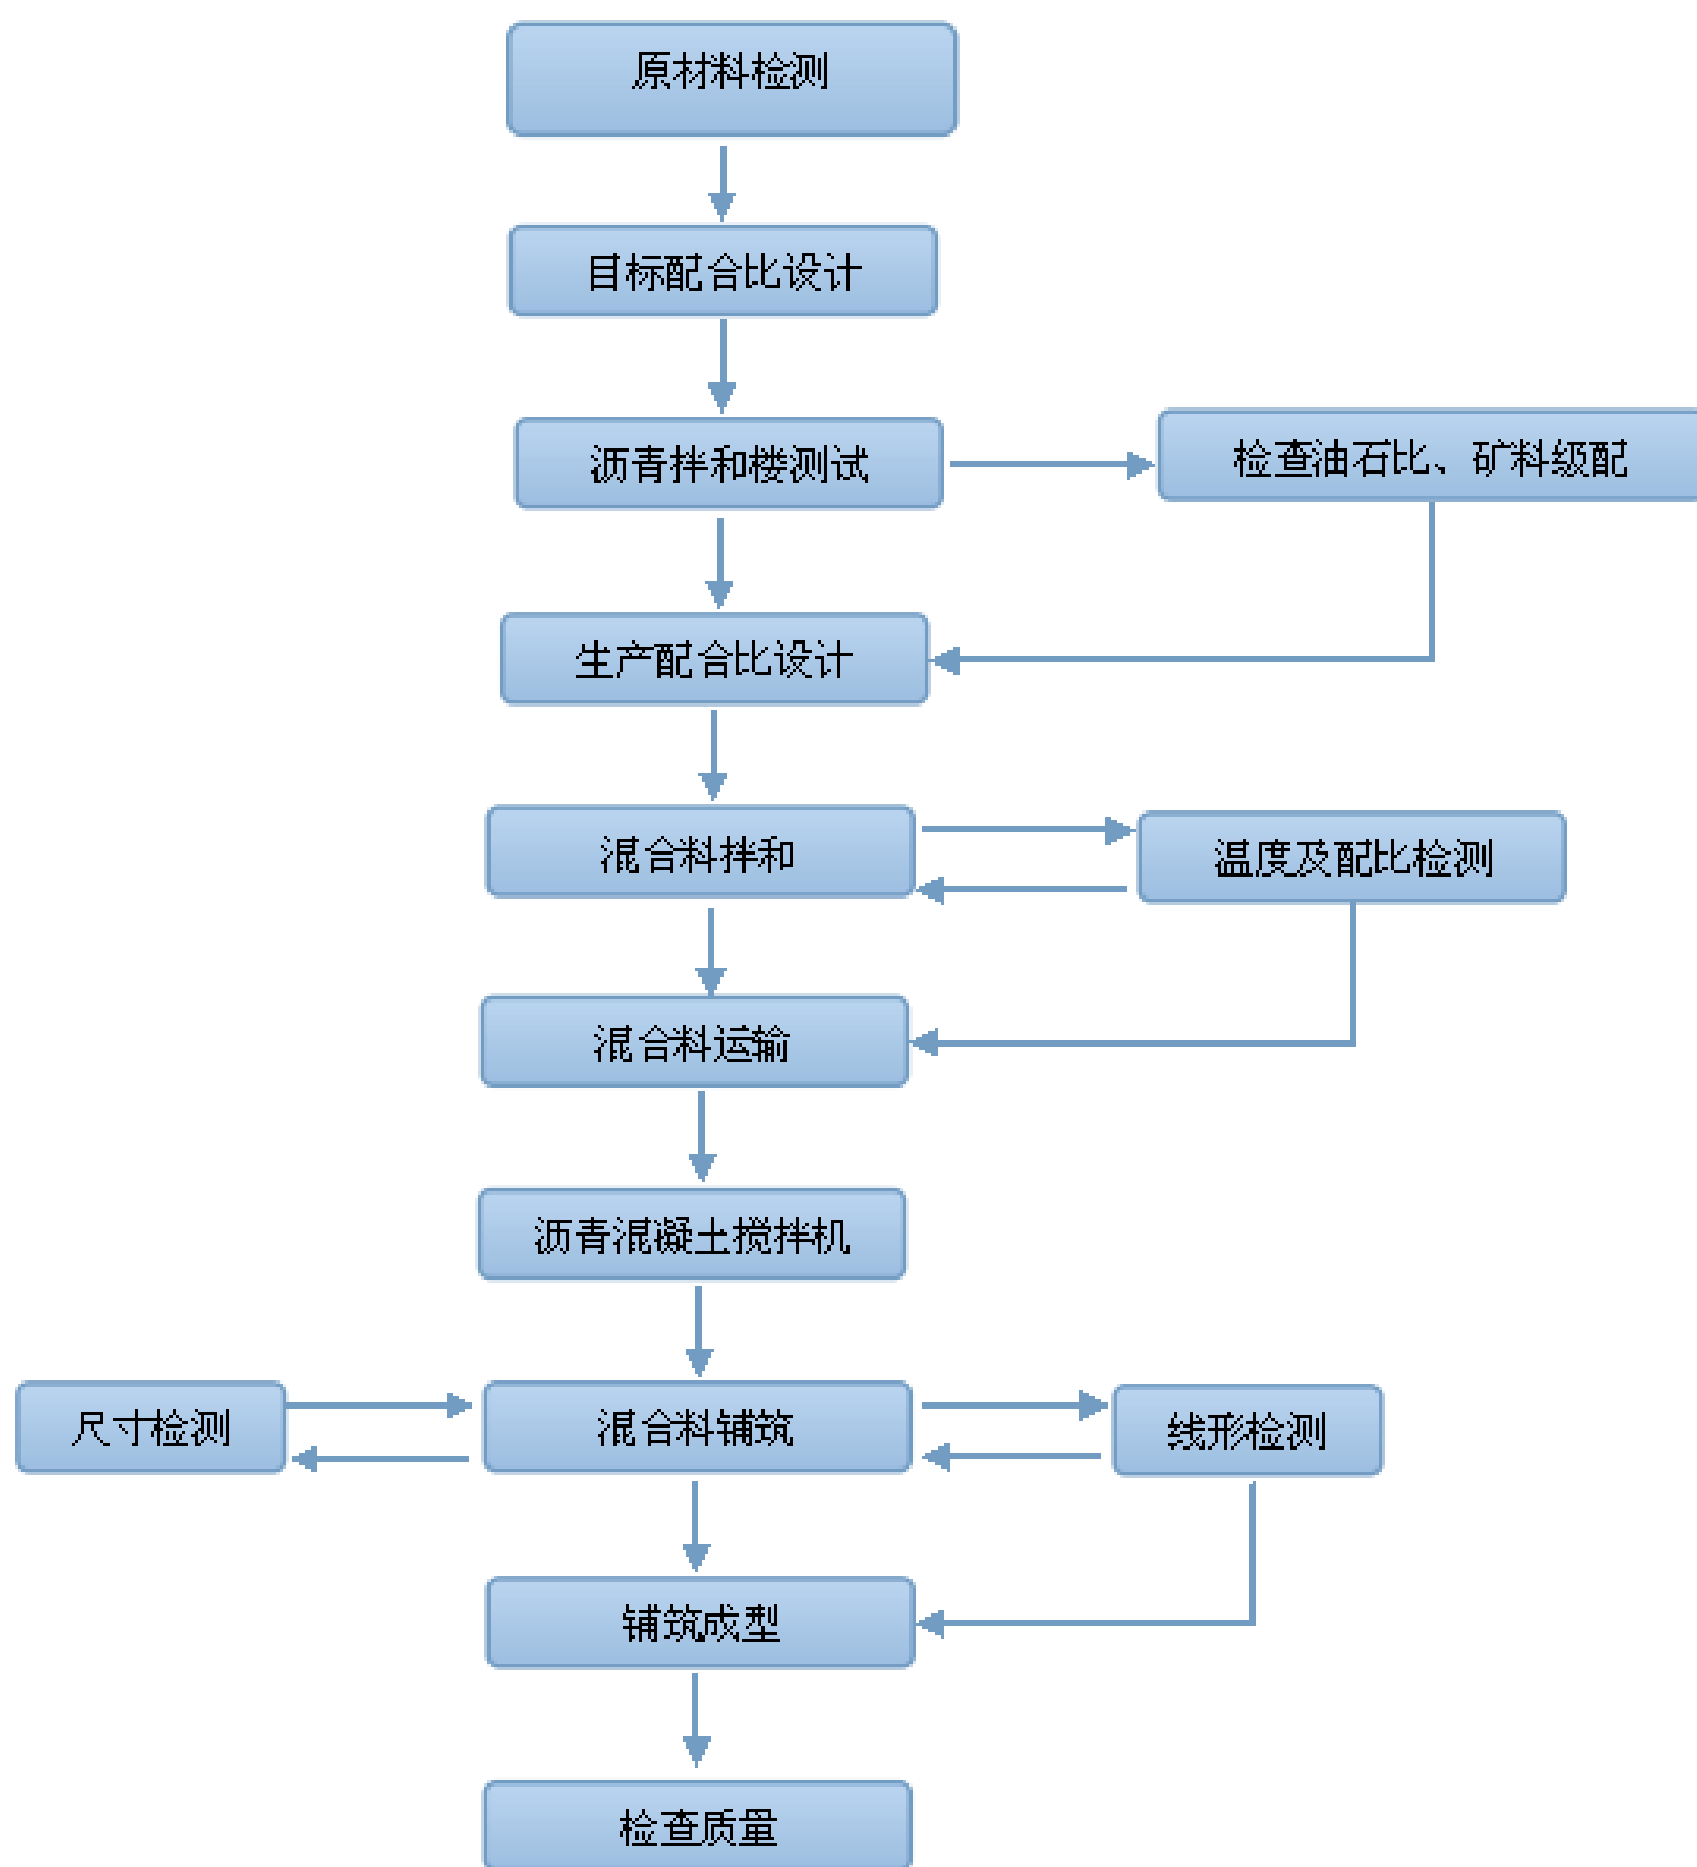 原材料检测
目标配合比设计
沥青拌和楼测试
检查油石比、矿料级配
生产配合比设计
混合料拌和
温度及配比检测
混合料运输
沥青混凝土搅拌机
尺寸检测
混合料铺筑
线形检测
铺筑成型
检查质量